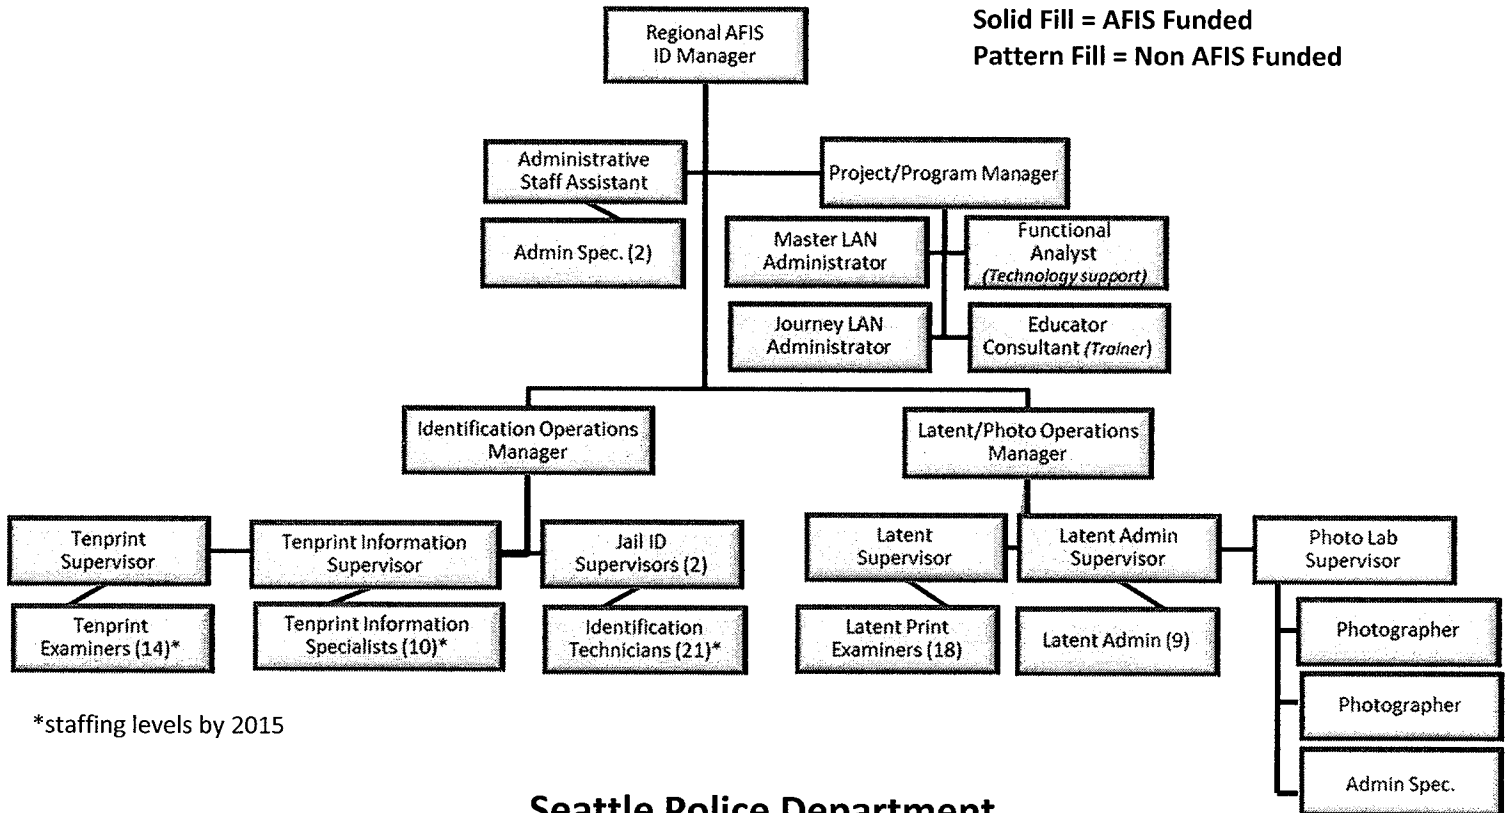 Solid Fill = AFIS Funded
Pattern Fill = Non AFIS Funded
Regional AFIS
ID Manager
Administrative
Staff Assistant
Project/Program Manager
Admin Spec. (2)
Master LAN
Administrator
Functional
Analyst
(Technology support)
Journey LAN
Administrator
Educator
Consultant (Trainer)
Identification Operations
Manager
Latent/Photo Operations
Manager
Tenprint
Supervisor
Tenprint Information
Supervisor
Jail ID
Supervisors (2)
Latent
Supervisor
Latent Admin
Supervisor
Photo Lab
Supervisor
Tenprint
Examiners (14)*
Tenprint Information
Specialists (10)*
Identification
Technicians (21)*
Latent Print
Examiners (18)
Latent Admin (9)
Photographer
Photographer
Admin Spec.
*staffing levels by 2015
Seattle Police Department